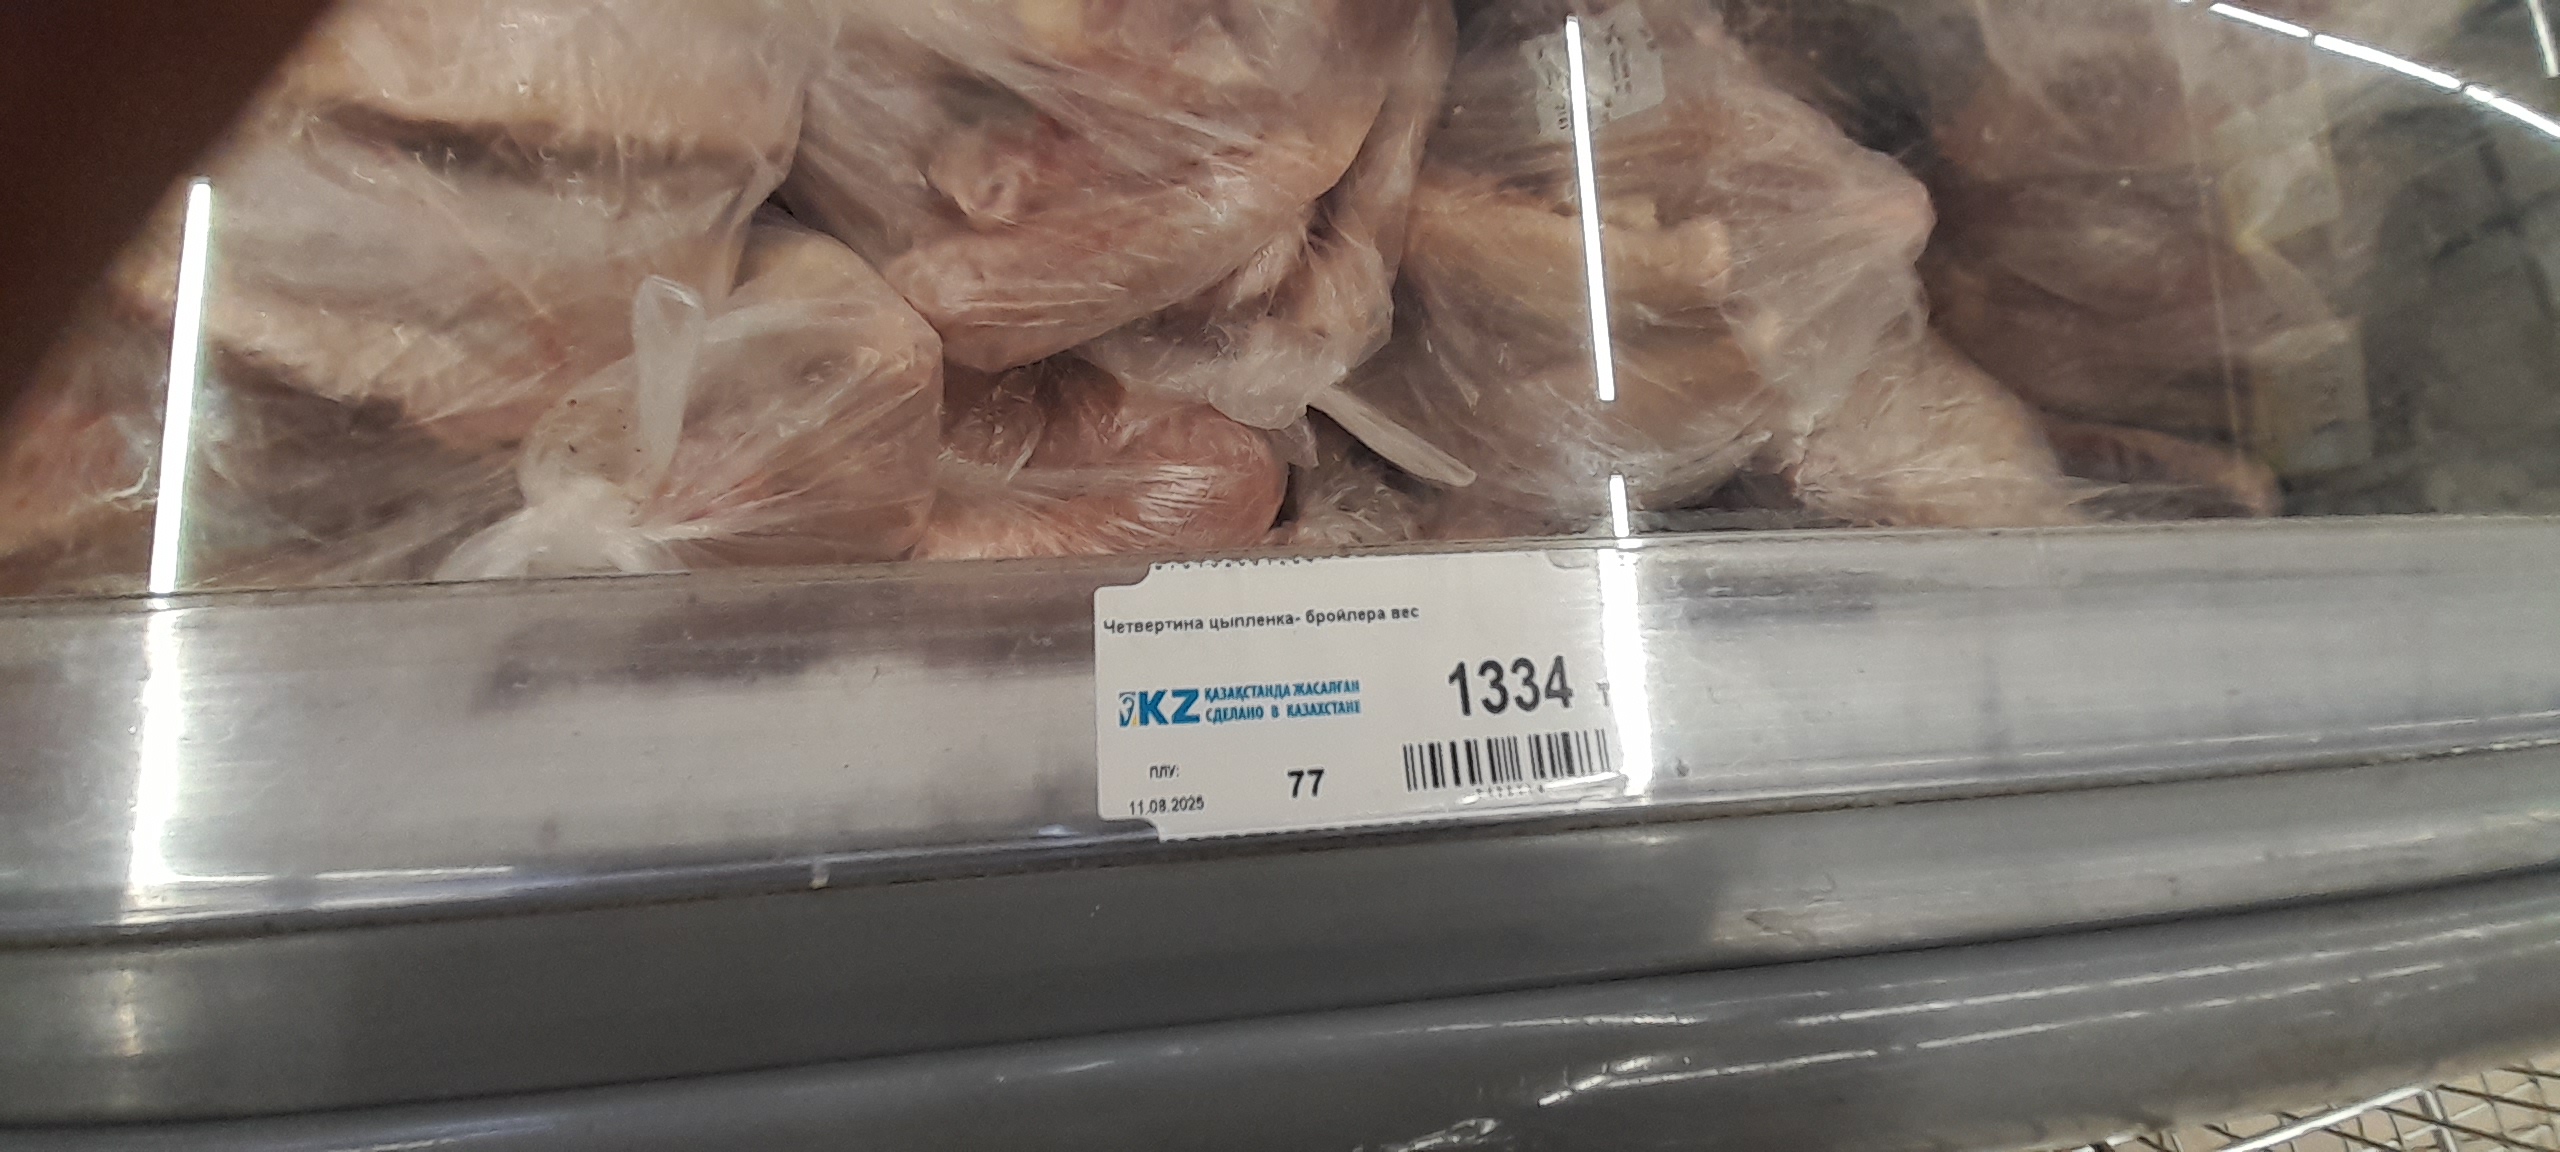 Четвертина цыпленка- бройлера вес
KZ ҚАЗАҚСТАНДА ЖАСАЛҒАН
СДЕЛАНО В КАЗАХСТАНЕ
1334 т
ПЛУ:
77
11.08.2025